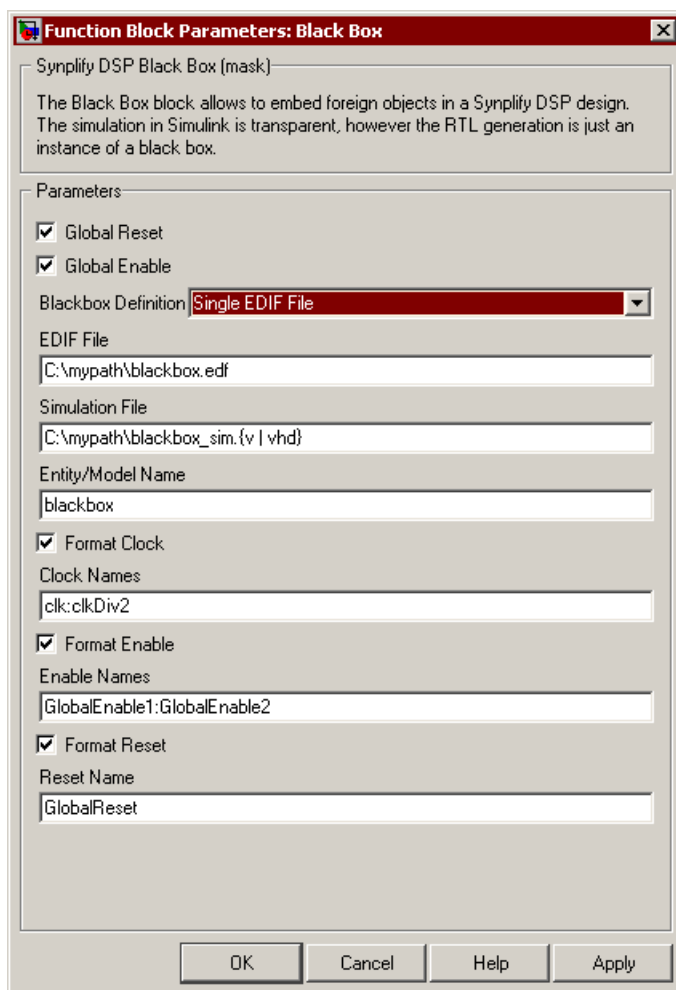 Function Block Parameters: Black Box
Synplify DSP Black Box (mask)
The Black Box block allows to embed foreign objects in a Synplify DSP design.
The simulation in Simulink is transparent, however the RTL generation is just an
instance of a black box.
Parameters
Global Reset
Global Enable
Blackbox Definition Single EDIF File
EDIF File
C:\mypath\blackbox.edf
Simulation File
C:\mypath\blackbox_sim.{v | vhd}
Entity/Model Name
blackbox
Format Clock
Clock Names
clk:clkDiv2
Format Enable
Enable Names
GlobalEnable1:GlobalEnable2
Format Reset
Reset Name
GlobalReset
OK Cancel Help Apply